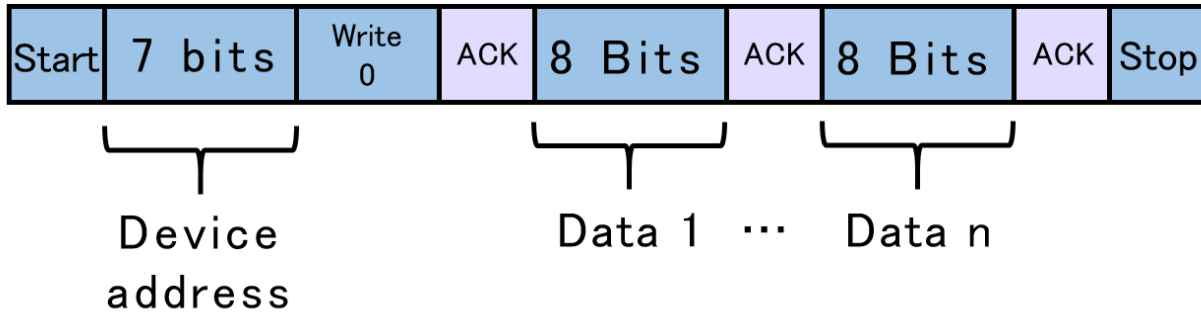 Start 7 bits Write 0 ACK 8 Bits ACK 8 Bits ACK Stop
Device address
Data 1 … Data n